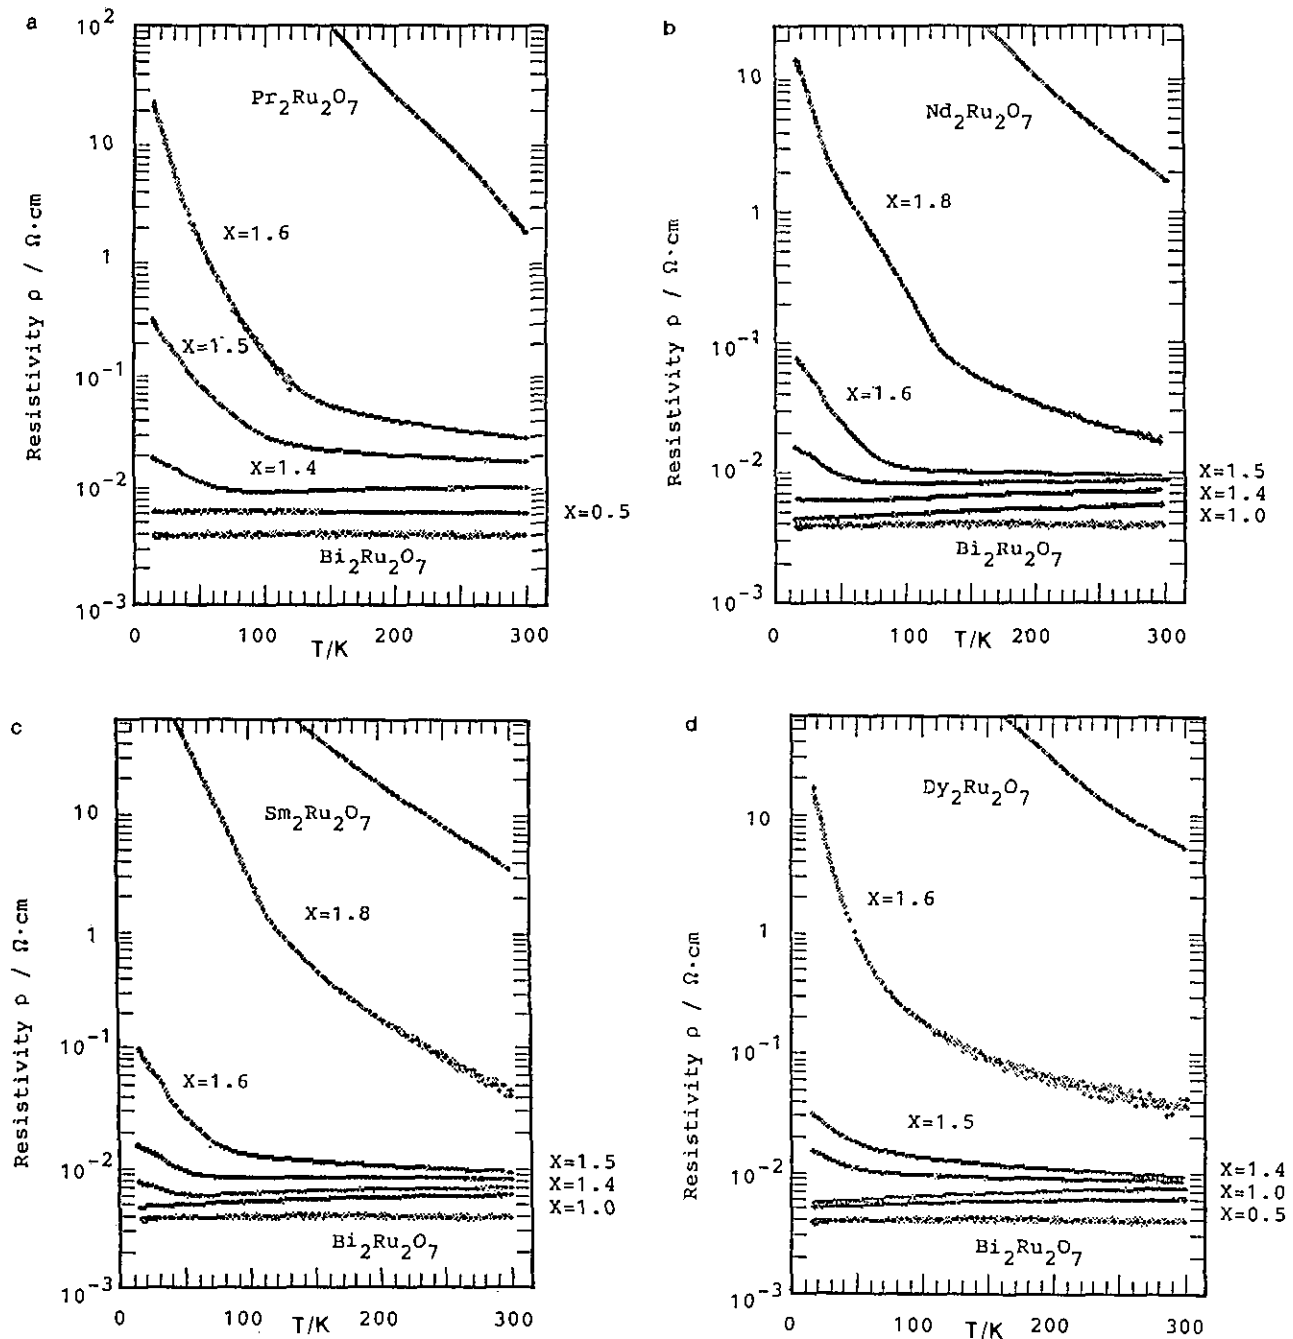 a
Resistivity ρ / Ω·cm
10²
10
1
10⁻¹
10⁻²
10⁻³
Pr₂Ru₂O₇
X=1.6
X=1.5
X=1.4
X=0.5
Bi₂Ru₂O₇
0
100
200
300
T/K
b
Resistivity ρ / Ω·cm
10
1
10⁻¹
10⁻²
10⁻³
Nd₂Ru₂O₇
X=1.8
X=1.6
X=1.5
X=1.4
X=1.0
Bi₂Ru₂O₇
0
100
200
300
T/K
c
Resistivity ρ / Ω·cm
10
1
10⁻¹
10⁻²
10⁻³
Sm₂Ru₂O₇
X=1.8
X=1.6
X=1.5
X=1.4
X=1.0
Bi₂Ru₂O₇
0
100
200
300
T/K
d
Resistivity ρ / Ω·cm
10
1
10⁻¹
10⁻²
10⁻³
Dy₂Ru₂O₇
X=1.6
X=1.5
X=1.4
X=1.0
X=0.5
Bi₂Ru₂O₇
0
100
200
300
T/K